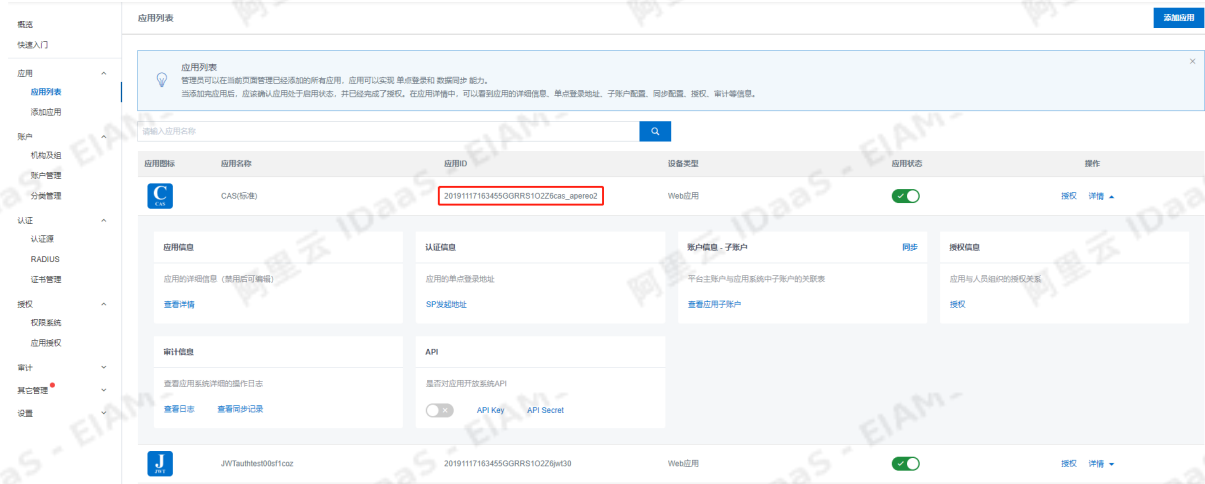 概览
快速入门
应用
应用列表
添加应用
账户
机构及组
账户管理
分类管理
认证
认证源
RADIUS
证书管理
授权
权限系统
应用授权
审计
其它管理
设置
应用列表
添加应用
应用列表
管理员可以在当前页面管理已经添加的所有应用，应用可以实现 单点登录和 数据同步 能力。
当添加完应用后，应该确认应用处于启用状态，并已经完成了授权。在应用详情中，可以看到应用的详细信息、单点登录地址、子账户配置、同步配置、授权、审计等信息。
请输入应用名称
应用图标 应用名称 应用ID 设备类型 应用状态 操作
C CAS CAS(标准) 20191117163455GGRRS1O2Z6cas_apereo2 Web应用 授权 详情
应用信息
应用的详细信息（禁用后可编辑）
查看详情
认证信息
应用的单点登录地址
SP发起地址
账户信息 - 子账户 同步
平台主账户与应用系统中子账户的关联表
查看应用子账户
授权信息
应用与人员组织的授权关系
授权
审计信息
查看应用系统详细的操作日志
查看日志 查看同步记录
API
是否对应用开放系统API
API Key API Secret
J JWT JWTauthtest00sf1coz 20191117163455GGRRS1O2Z6jwt30 Web应用 授权 详情
阿里云 IDaaS - EIAM